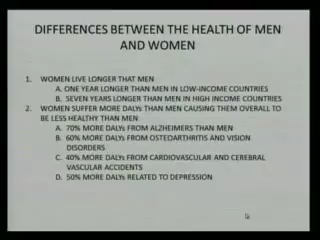 DIFFERENCES BETWEEN THE HEALTH OF MEN
AND WOMEN
1. WOMEN LIVE LONGER THAT MEN
A. ONE YEAR LONGER THAN MEN IN LOW-INCOME COUNTRIES
B. SEVEN YEARS LONGER THAN MEN IN HIGH INCOME COUNTRIES
2. WOMEN SUFFER MORE DALYs THAN MEN CAUSING THEM OVERALL TO
BE LESS HEALTHY THAN MEN
A. 70% MORE DALYs FROM ALZHEIMERS THAN MEN
B. 60% MORE DALYs FROM OSTEOARTHRITIS AND VISION
DISORDERS
C. 40% MORE DALYs FROM CARDIOVASCULAR AND CEREBRAL
VASCULAR ACCIDENTS
D. 50% MORE DALYs RELATED TO DEPRESSION